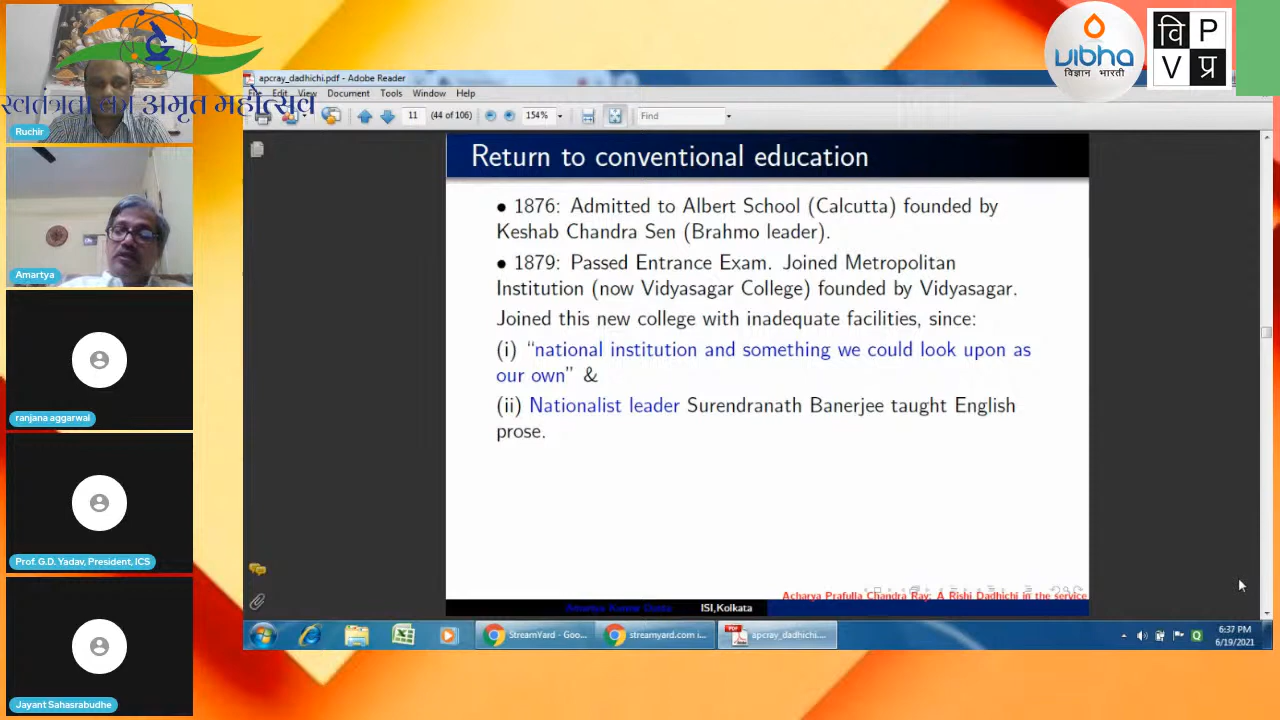 स्वतंत्रता का अमृत महोत्सव
Ruchir
Amartya
ranjana aggarwal
Prof. G.D. Yadav, President, ICS
Jayant Sahasrabudhe
vibha
विज्ञान भारती
वि P
V प्र
apcray_dadhichi.pdf - Adobe Reader
File Edit View Document Tools Window Help
11 (44 of 106) 154% Find
Return to conventional education
• 1876: Admitted to Albert School (Calcutta) founded by
Keshab Chandra Sen (Brahmo leader).
• 1879: Passed Entrance Exam. Joined Metropolitan
Institution (now Vidyasagar College) founded by Vidyasagar.
Joined this new college with inadequate facilities, since:
(i) “national institution and something we could look upon as
our own” &
(ii) Nationalist leader Surendranath Banerjee taught English
prose.
Acharya Prafulla Chandra Ray: A Rishi Dadhichi in the service
Amartya Kumar Dutta ISI,Kolkata
StreamYard - Goo...
streamyard.com i...
apcray_dadhichi....
6:37 PM
6/19/2021